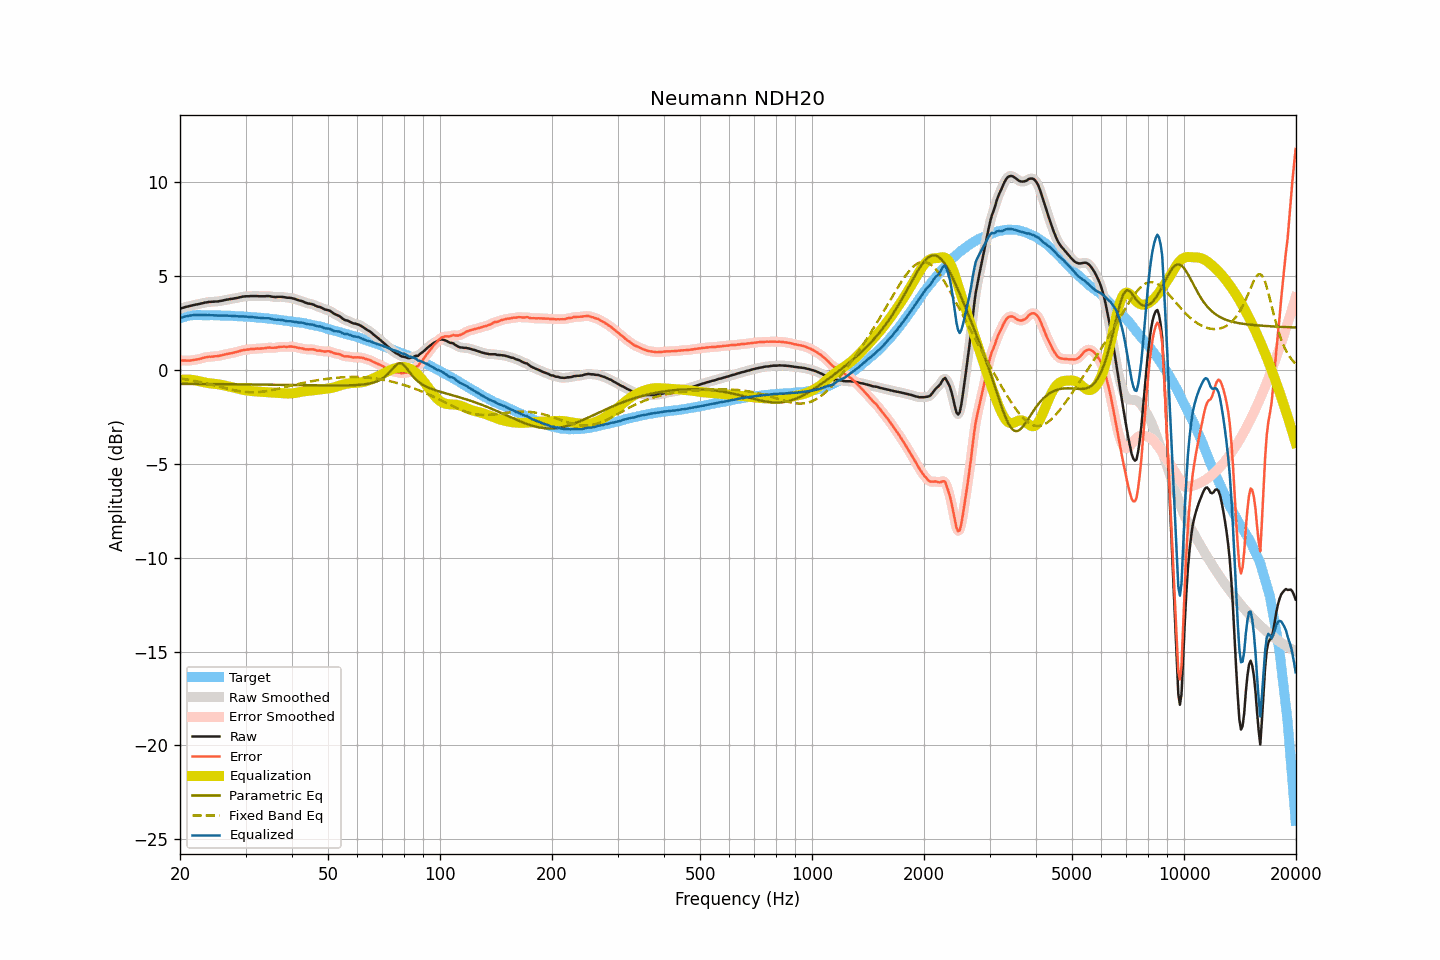 Neumann NDH20
Amplitude (dBr)
10
5
0
−5
−10
−15
−20
−25
Target
Raw Smoothed
Error Smoothed
Raw
Error
Equalization
Parametric Eq
Fixed Band Eq
Equalized
20 50 100 200 500 1000 2000 5000 10000 20000
Frequency (Hz)